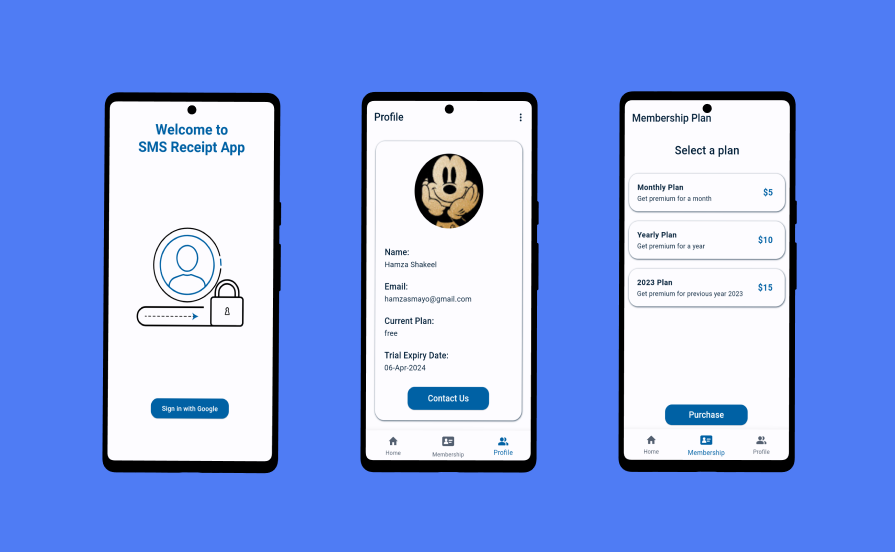 Welcome to
SMS Receipt App
Sign in with Google
Profile
Name:
Hamza Shakeel
Email:
hamzasmayo@gmail.com
Current Plan:
free
Trial Expiry Date:
06-Apr-2024
Contact Us
Home
Membership
Profile
Membership Plan
Select a plan
Monthly Plan
Get premium for a month
$5
Yearly Plan
Get premium for a year
$10
2023 Plan
Get premium for previous year 2023
$15
Purchase
Home
Membership
Profile